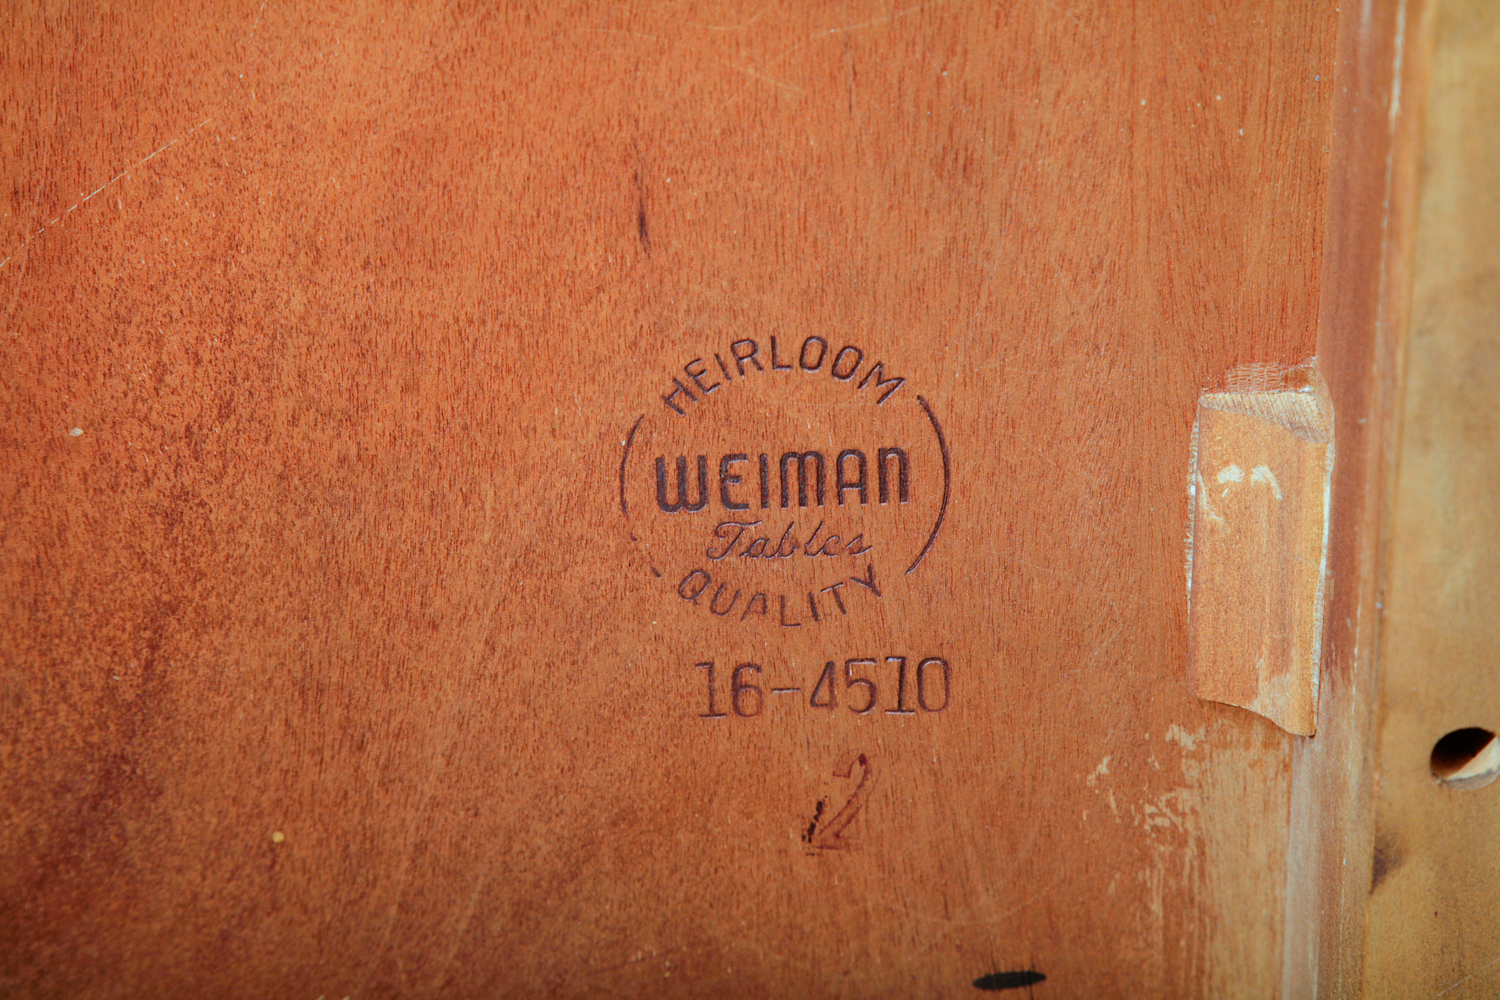 HEIRLOOM
WEIMAN
Tables
QUALITY
16-4510
2